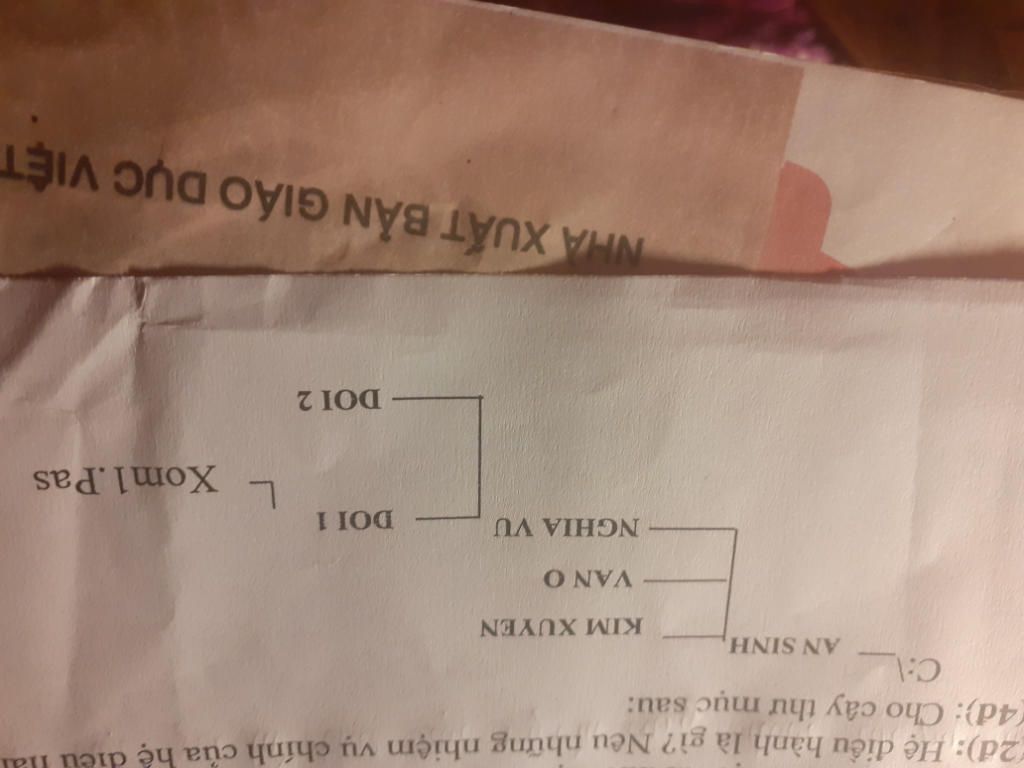 (2đ): Hệ điều hành là gì? Nêu những nhiệm vụ chính của hệ điều
(4đ): Cho cây thư mục sau:
C:\
AN SINH
KIM XUYEN
VAN O
NGHIA VU
DOI 1
Xom1.Pas
DOI 2
NHÀ XUẤT BẢN GIÁO DỤC VIỆT